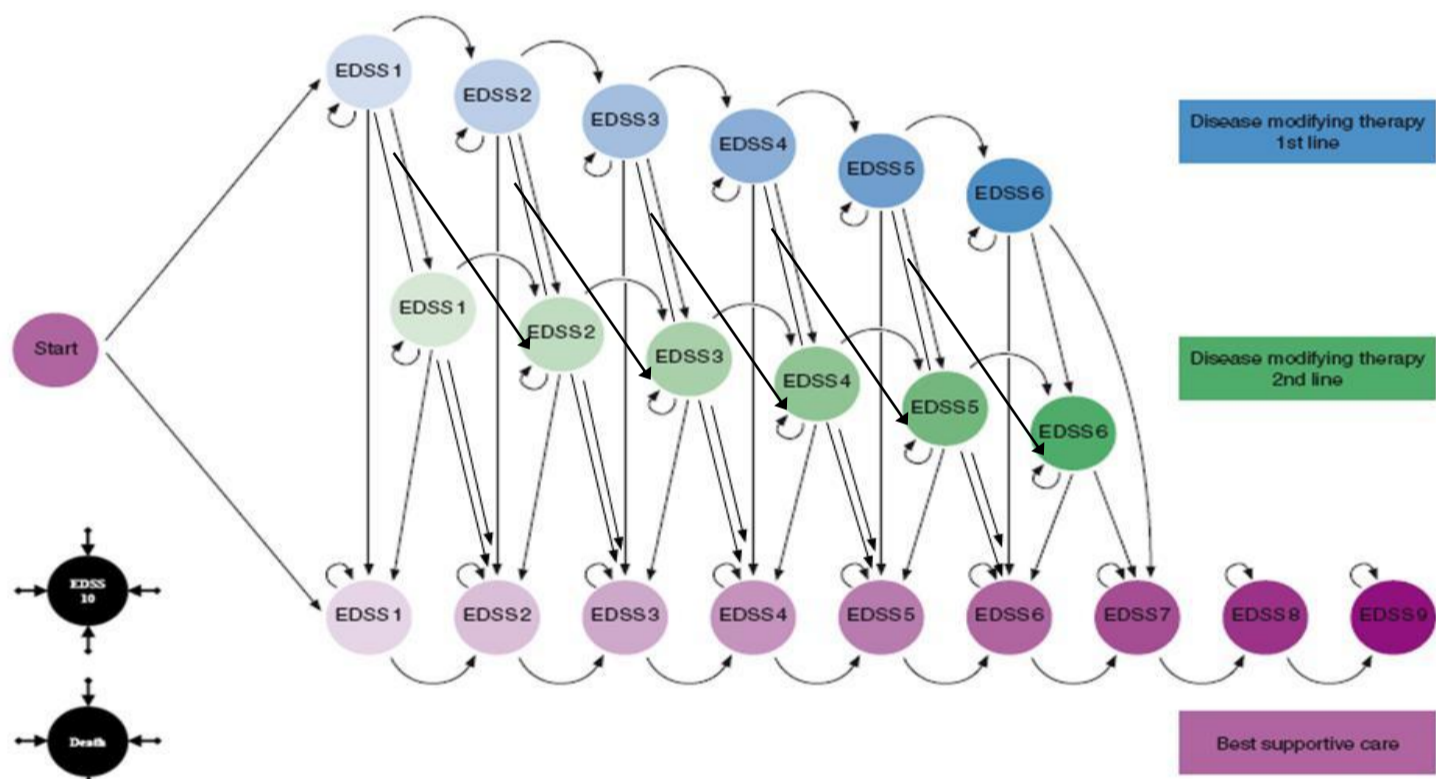 EDSS1
EDSS2
EDSS3
EDSS4
EDSS5
EDSS6
Disease modifying therapy
1st line
EDSS1
EDSS2
EDSS3
EDSS4
EDSS5
EDSS6
Disease modifying therapy
2nd line
Start
EDSS
10
EDSS1
EDSS2
EDSS3
EDSS4
EDSS5
EDSS6
EDSS7
EDSS8
EDSS9
Death
Best supportive care